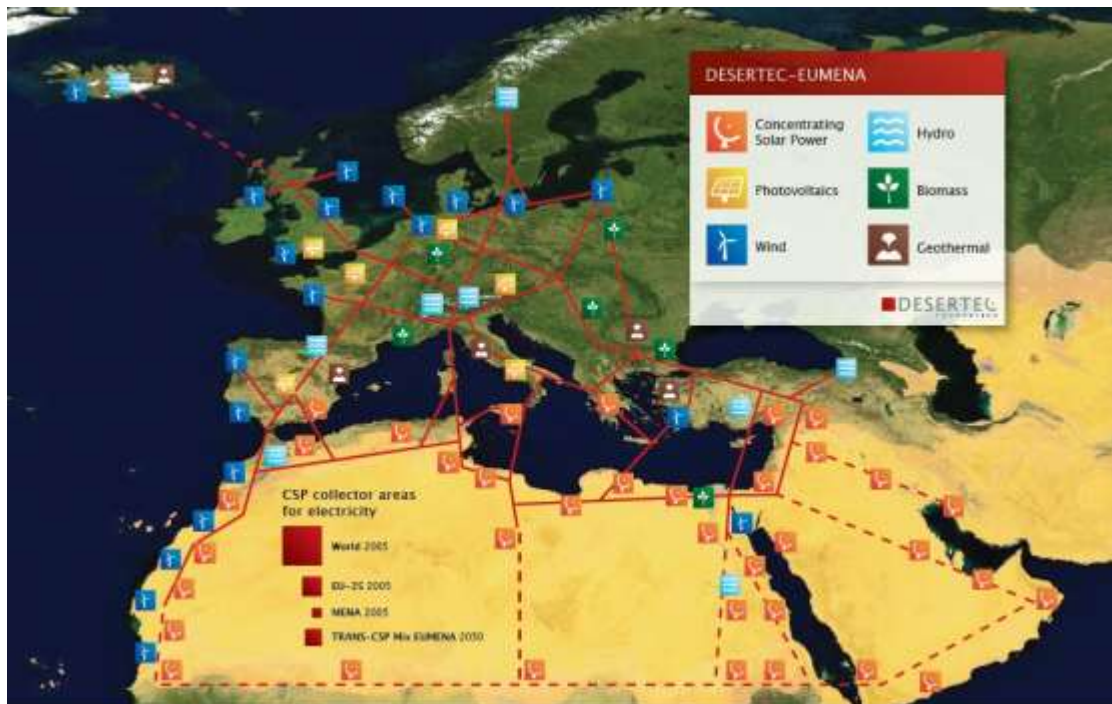 DESERTEC-EUMENA
Concentrating
Solar Power
Hydro
Photovoltaics
Biomass
Wind
Geothermal
DESERTEC
FOUNDATION
CSP collector areas
for electricity
World 2005
EU-25 2005
MENA 2005
TRANS-CSP Mix EUMENA 2050